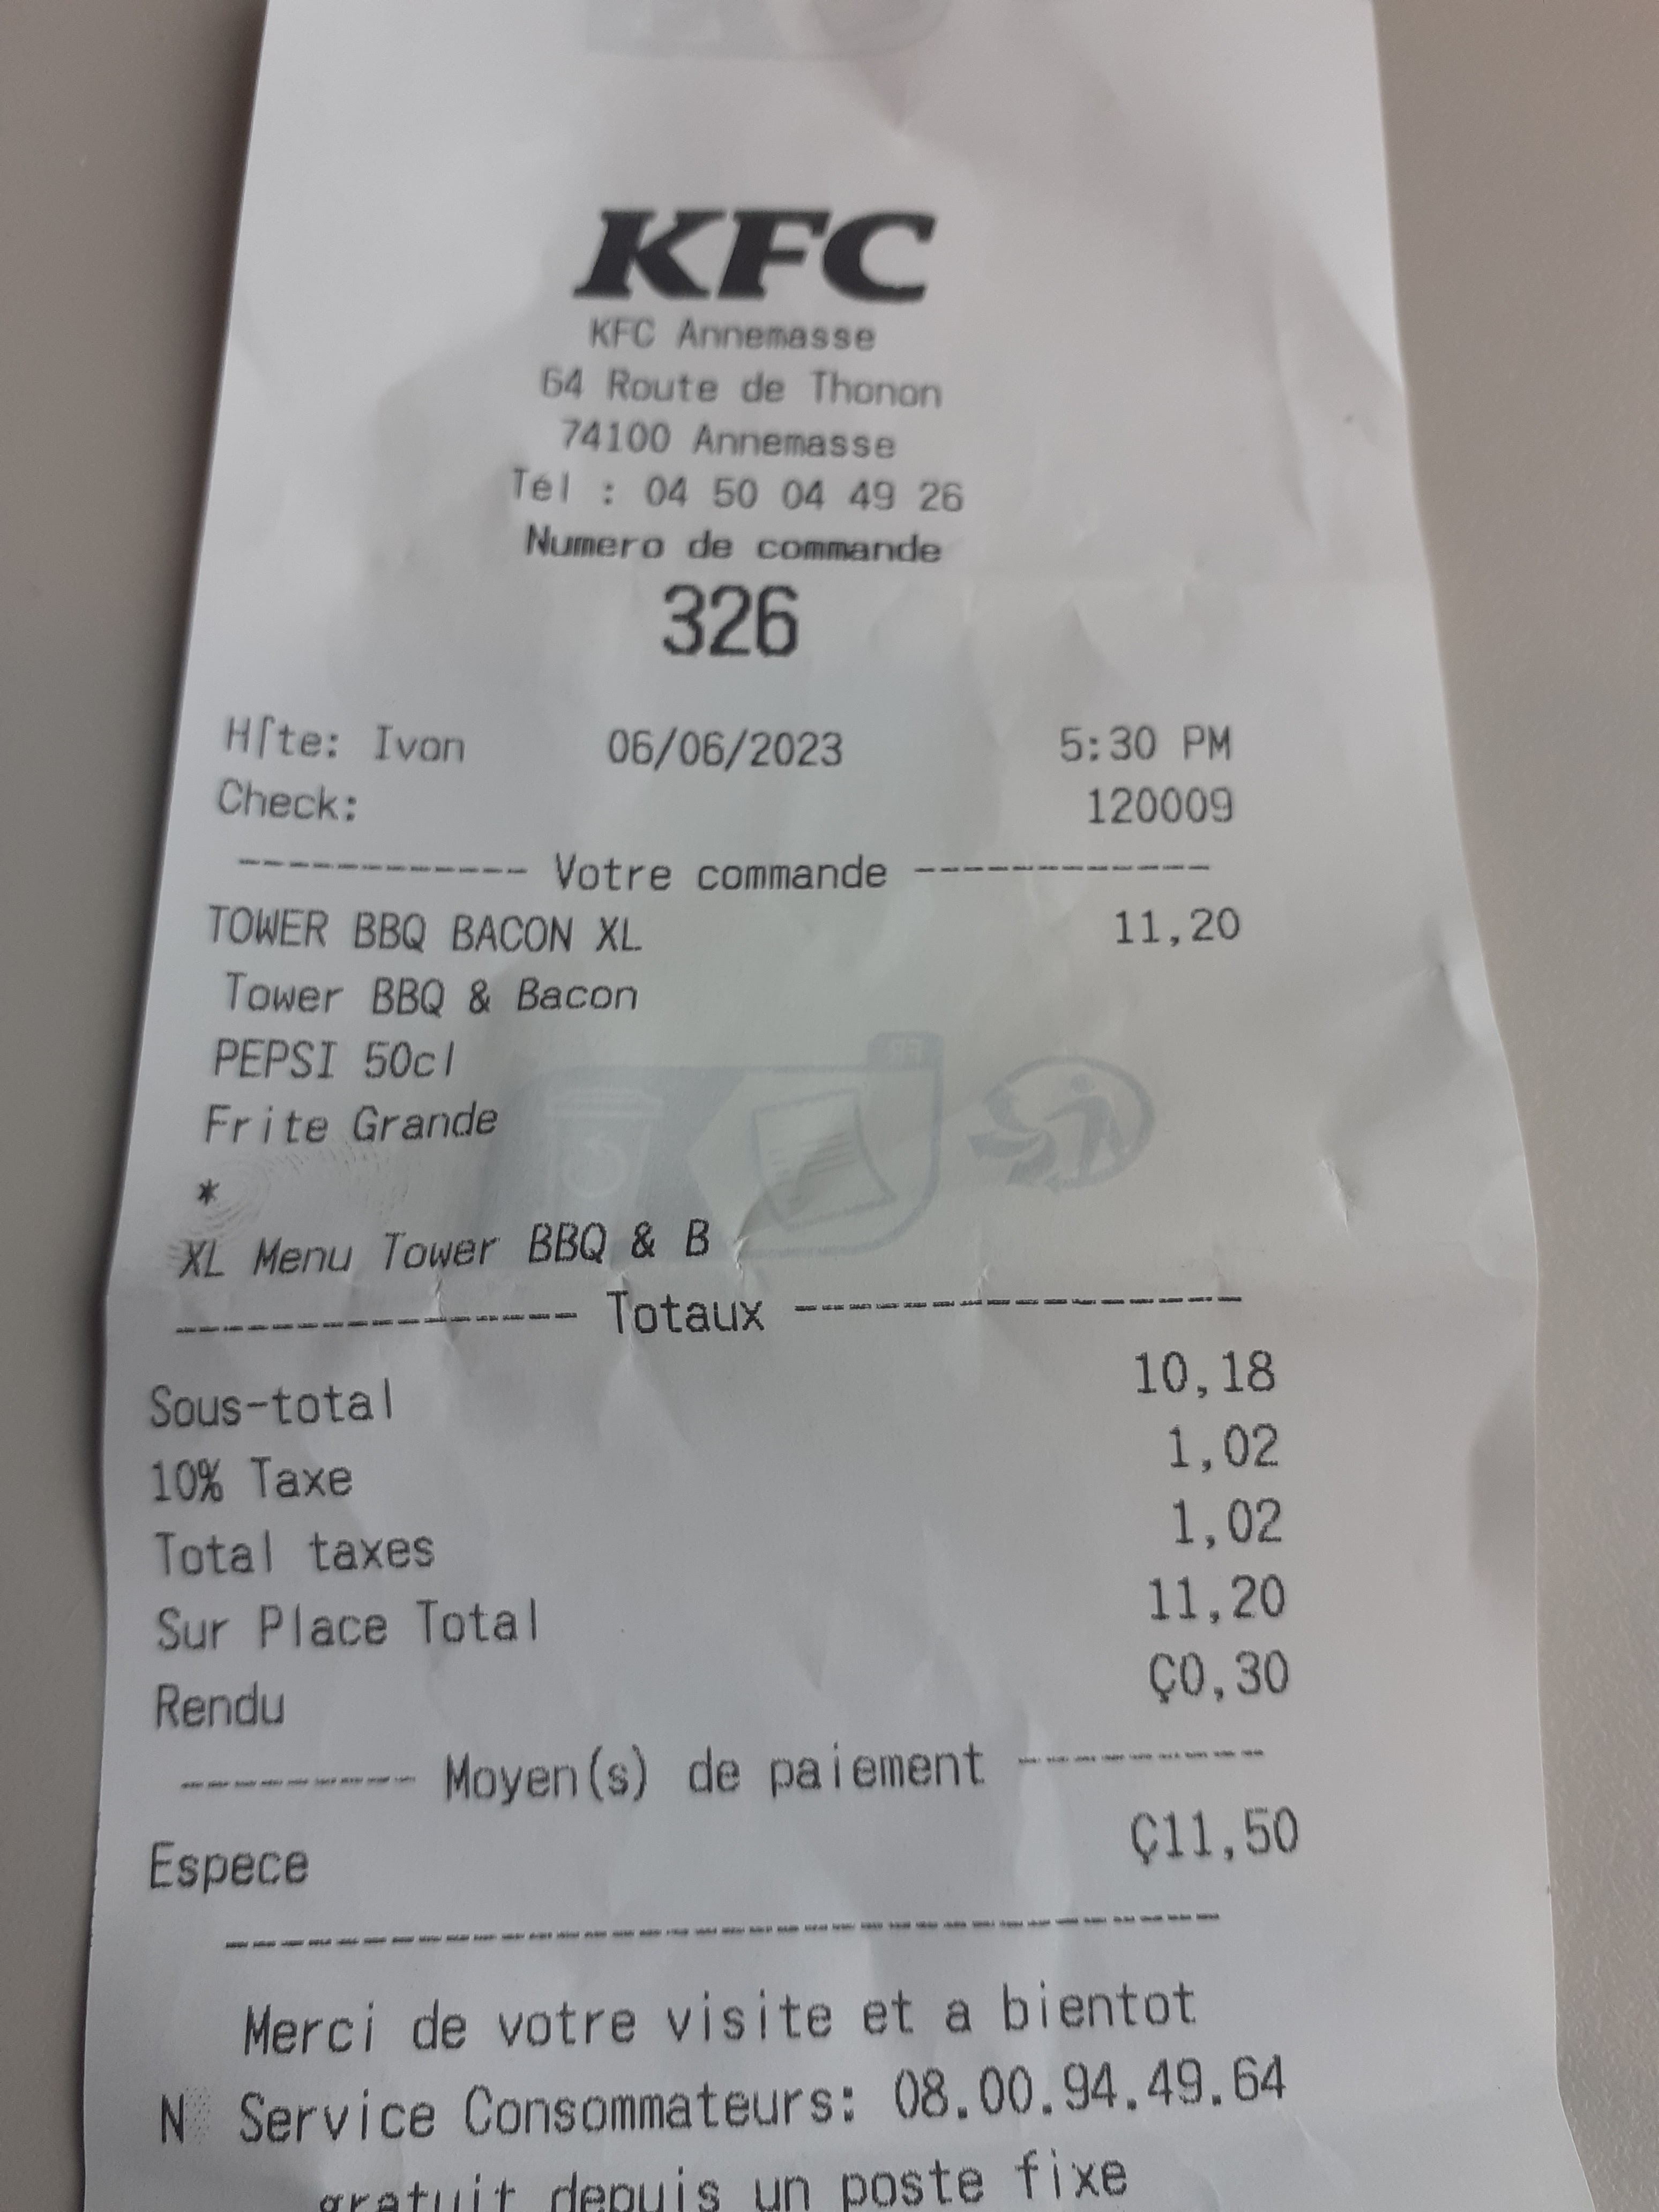 KFC
KFC Annemasse
64 Route de Thonon
74100 Annemasse
Tél : 04 50 04 49 26
Numero de commande
326
H⌠te: Ivon 06/06/2023 5:30 PM
Check: 120009
------------ Votre commande ------------
TOWER BBQ BACON XL 11,20
Tower BBQ & Bacon
PEPSI 50cl
Frite Grande
FR
*
XL Menu Tower BBQ & B
----------------- Totaux ------------------
Sous-total 10,18
10% Taxe 1,02
Total taxes 1,02
Sur Place Total 11,20
Rendu Ç0,30
---------- Moyen(s) de paiement ----------
Espece Ç11,50
----------------------------------------
Merci de votre visite et a bientot
N Service Consommateurs: 08.00.94.49.64
gratuit depuis un poste fixe